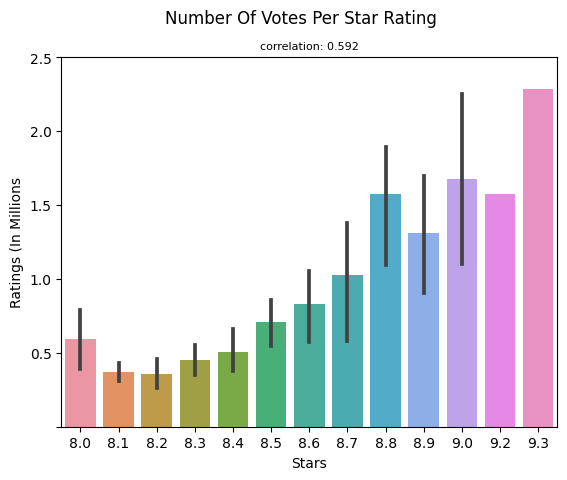 Number Of Votes Per Star Rating
correlation: 0.592
2.5
2.0
1.5
1.0
0.5
Ratings (In Millions
8.0 8.1 8.2 8.3 8.4 8.5 8.6 8.7 8.8 8.9 9.0 9.2 9.3
Stars